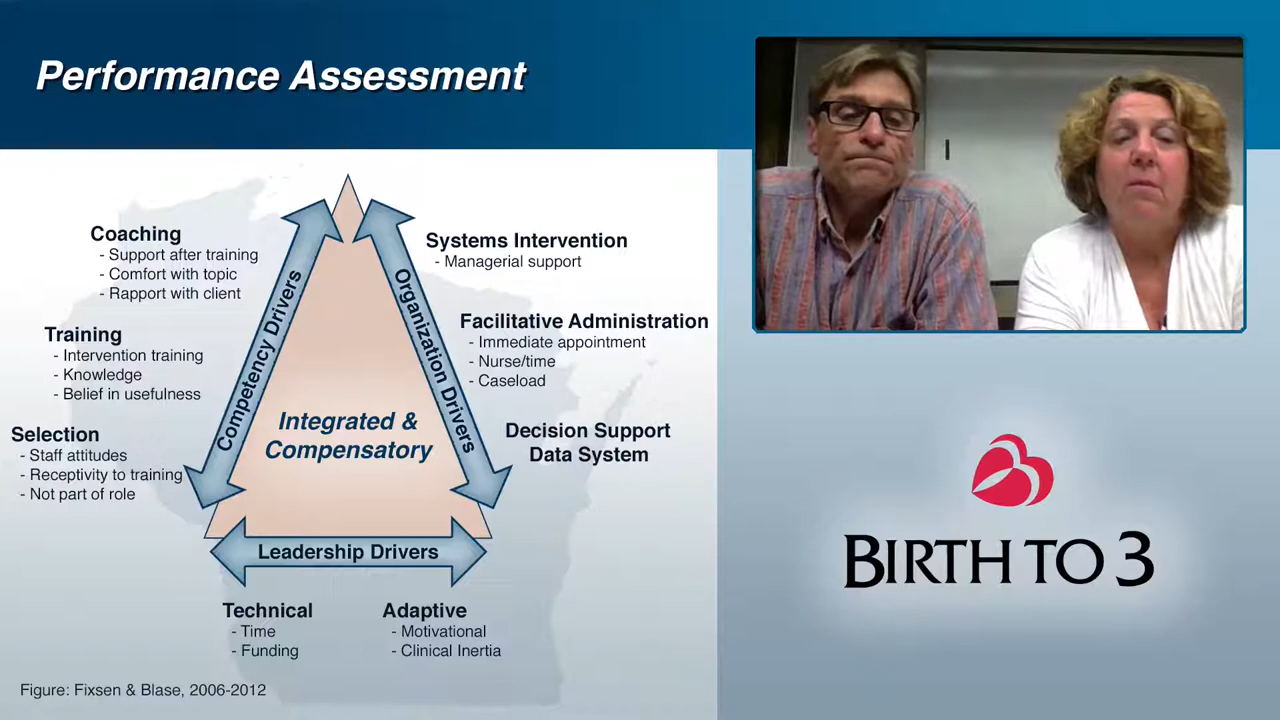 Performance Assessment
Coaching
- Support after training
- Comfort with topic
- Rapport with client
Training
- Intervention training
- Knowledge
- Belief in usefulness
Selection
- Staff attitudes
- Receptivity to training
- Not part of role
Competency Drivers
Organization Drivers
Integrated &
Compensatory
Leadership Drivers
Systems Intervention
- Managerial support
Facilitative Administration
- Immediate appointment
- Nurse/time
- Caseload
Decision Support
Data System
Technical
- Time
- Funding
Adaptive
- Motivational
- Clinical Inertia
Figure: Fixsen & Blase, 2006-2012
BIRTH TO 3